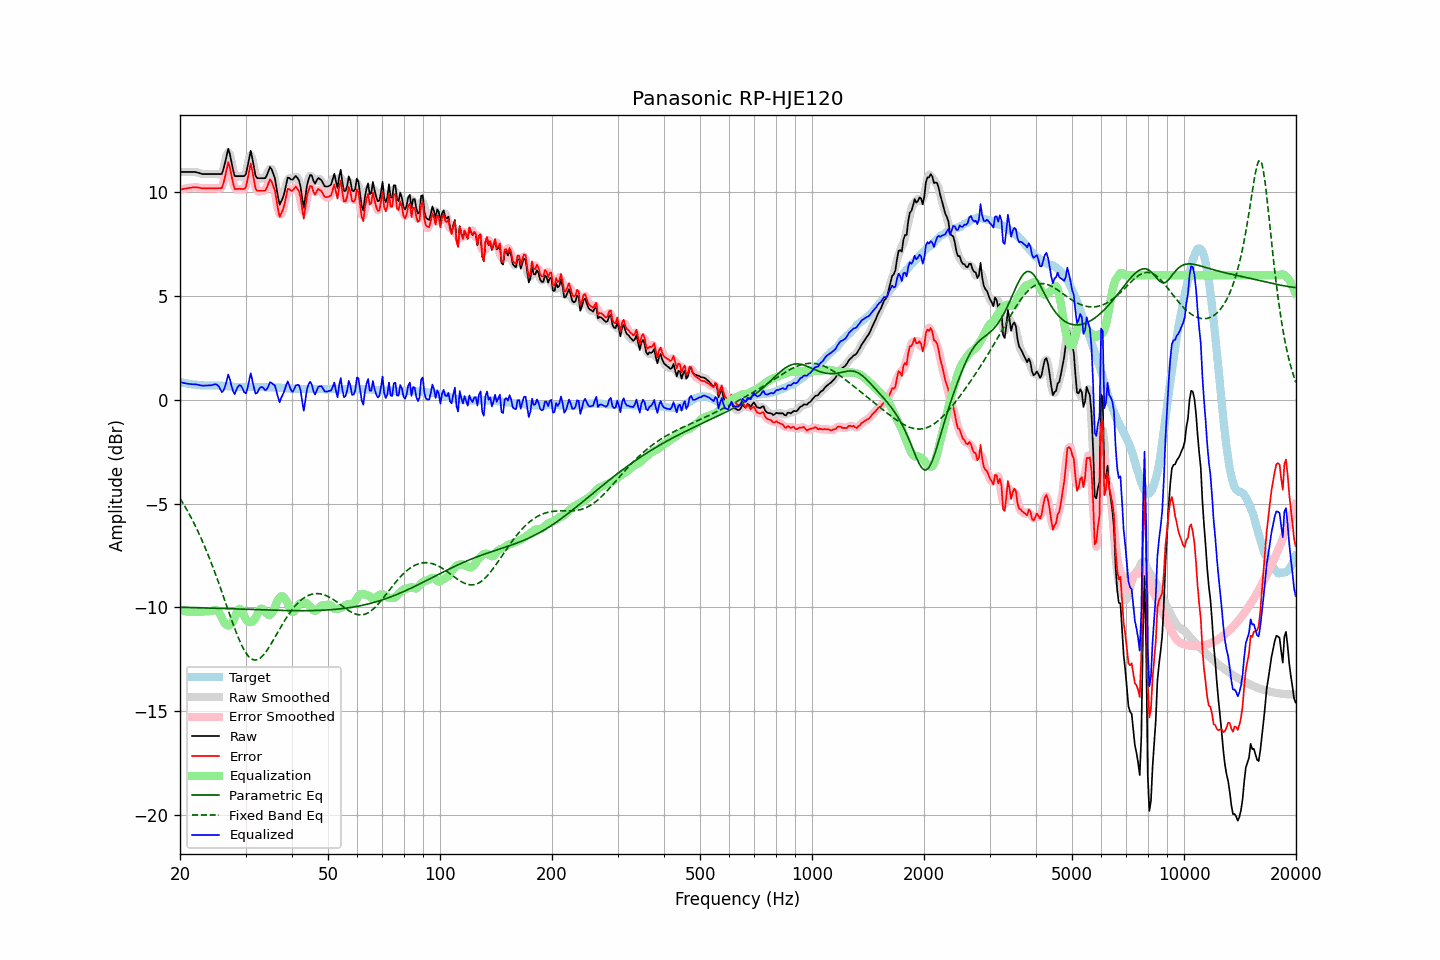 Panasonic RP-HJE120
Amplitude (dBr)
10
5
0
−5
−10
−15
−20
Target
Raw Smoothed
Error Smoothed
Raw
Error
Equalization
Parametric Eq
Fixed Band Eq
Equalized
20 50 100 200 500 1000 2000 5000 10000 20000
Frequency (Hz)